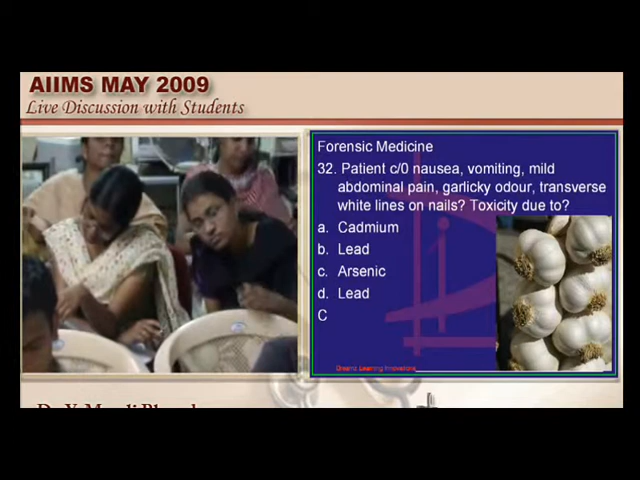 AIIMS MAY 2009
Live Discussion with Students
Forensic Medicine
32. Patient c/0 nausea, vomiting, mild
abdominal pain, garlicky odour, transverse
white lines on nails? Toxicity due to?
a. Cadmium
b. Lead
c. Arsenic
d. Lead
C